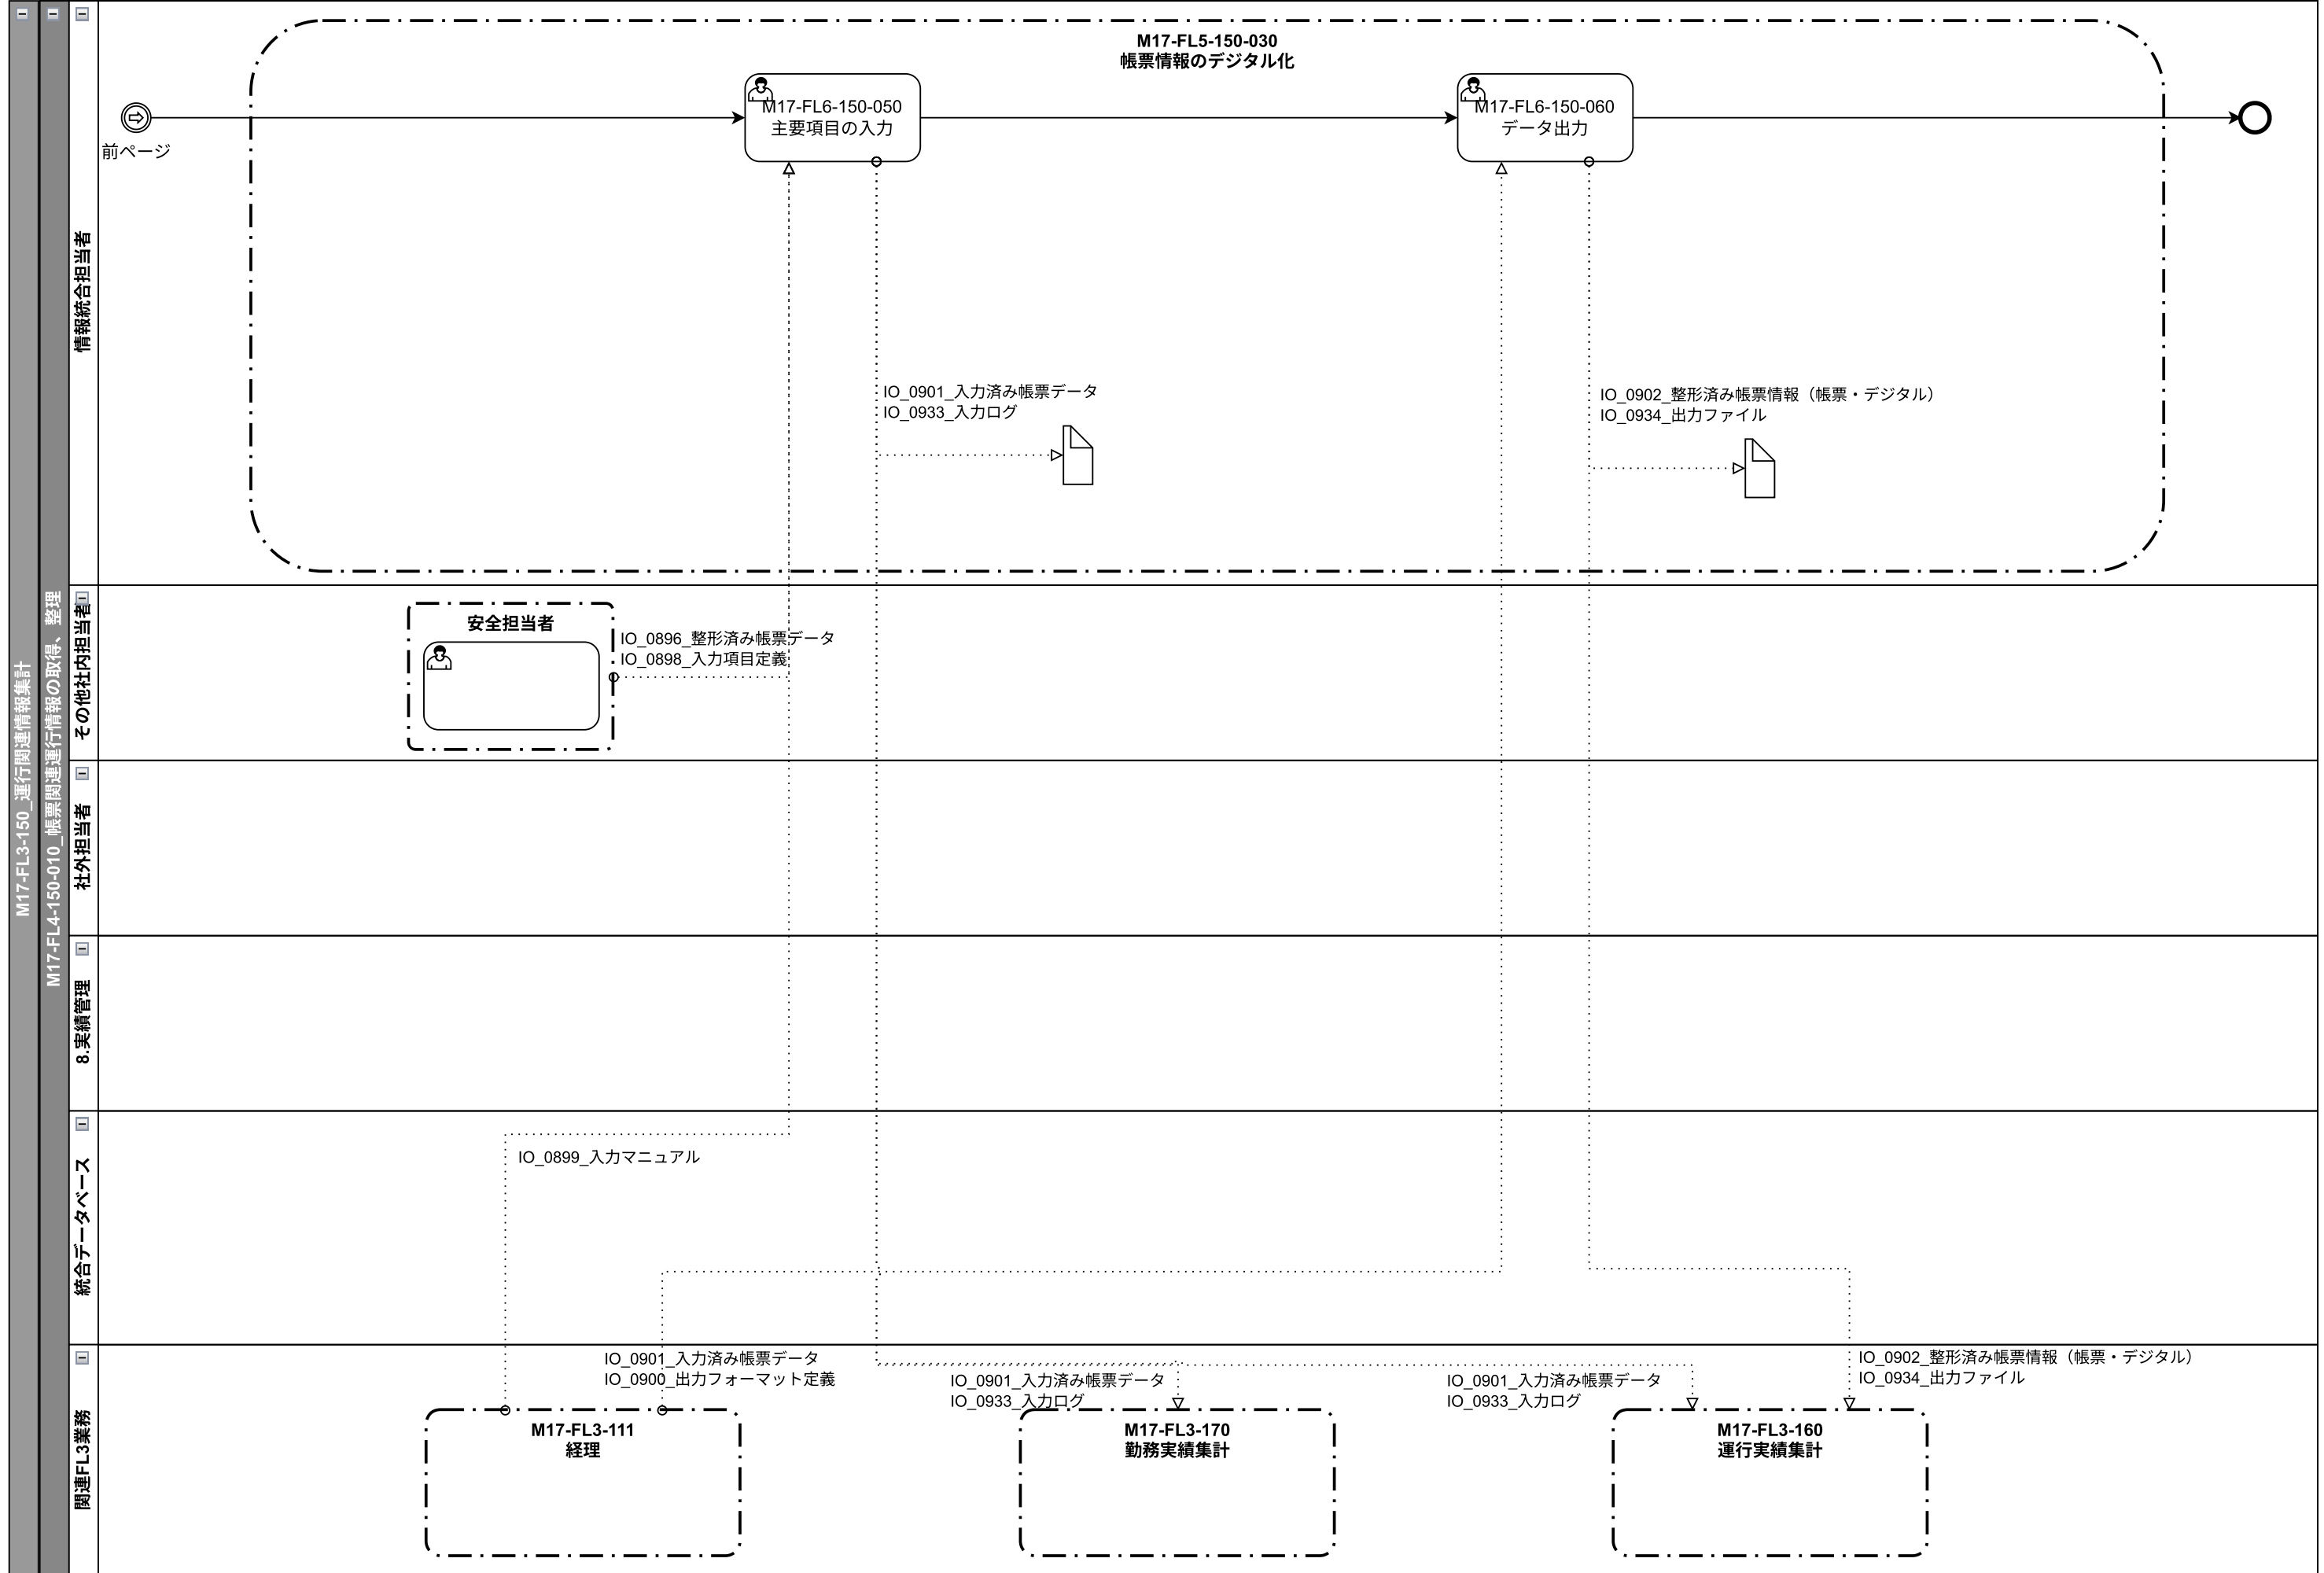 M17-FL3-150_運行関連情報集計
M17-FL4-150-010_帳票関連運行情報の取得、整理
情報統合担当者
M17-FL5-150-030
帳票情報のデジタル化
前ページ
M17-FL6-150-050
主要項目の入力
M17-FL6-150-060
データ出力
IO_0901_入力済み帳票データ
IO_0933_入力ログ
IO_0902_整形済み帳票情報（帳票・デジタル）
IO_0934_出力ファイル
その他社内担当者
安全担当者
IO_0896_整形済み帳票データ
IO_0898_入力項目定義
社外担当者
8.実績管理
統合データベース
IO_0899_入力マニュアル
関連FL3業務
IO_0901_入力済み帳票データ
IO_0900_出力フォーマット定義
IO_0901_入力済み帳票データ
IO_0933_入力ログ
IO_0901_入力済み帳票データ
IO_0933_入力ログ
IO_0902_整形済み帳票情報（帳票・デジタル）
IO_0934_出力ファイル
M17-FL3-111
経理
M17-FL3-170
勤務実績集計
M17-FL3-160
運行実績集計